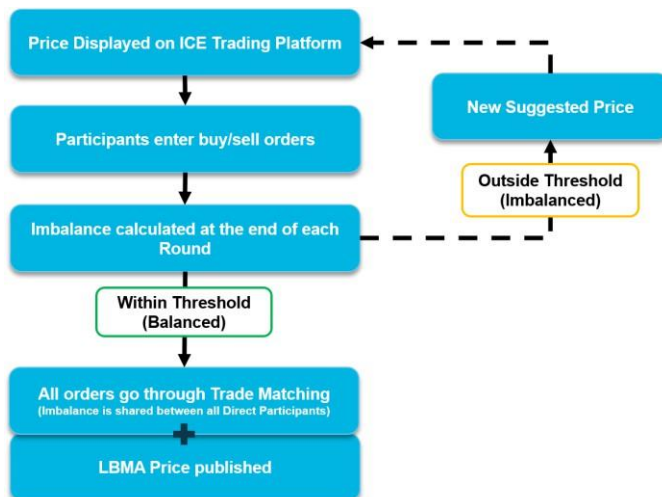 Price Displayed on ICE Trading Platform
New Suggested Price
Participants enter buy/sell orders
Outside Threshold
(Imbalanced)
Imbalance calculated at the end of each
Round
Within Threshold
(Balanced)
All orders go through Trade Matching
(Imbalance is shared between all Direct Participants)
LBMA Price published